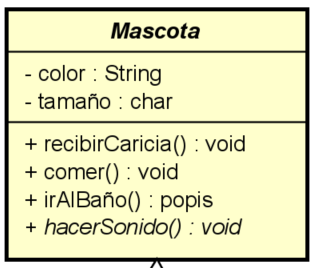 Mascota
- color : String
- tamaño : char
+ recibirCaricia() : void
+ comer() : void
+ irAlBaño() : popis
+ hacerSonido() : void